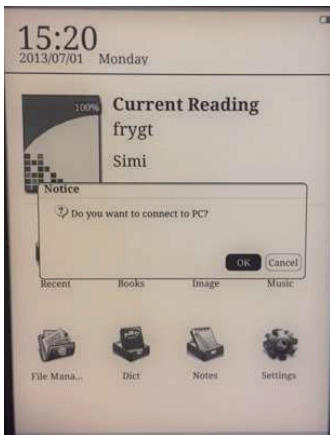 15:20
2013/07/01 Monday
100%
Current Reading
frygt
Simi
Notice
Do you want to connect to PC?
OK Cancel
Recent Books Image Music
File Mana... Dict Notes Settings